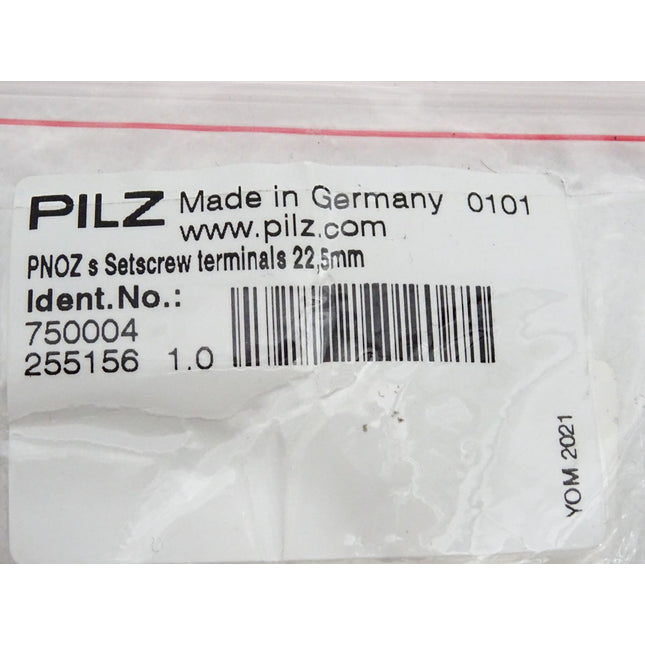 PILZ Made in Germany 0101
www.pilz.com
PNOZ s Setscrew terminals 22,5mm
Ident.No.:
750004
255156 1.0
YOM 2021